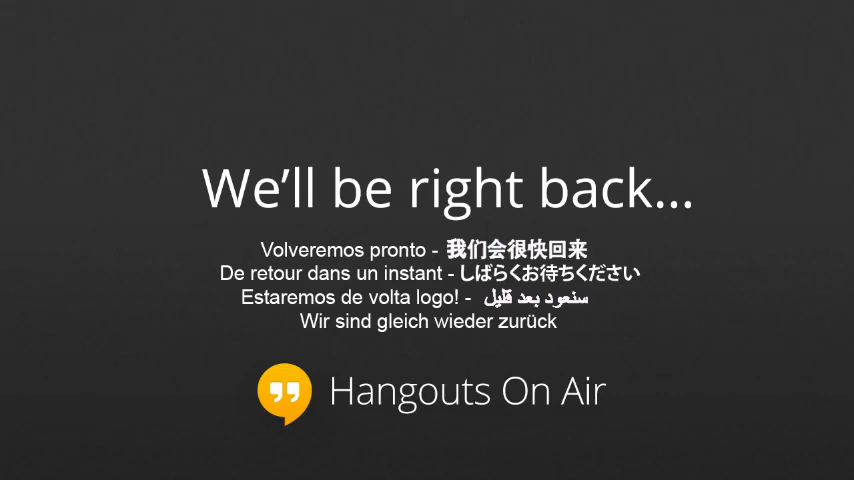 We'll be right back...
Volveremos pronto - 我们会很快回来
De retour dans un instant - しばらくお待ちください
Estaremos de volta logo! - سنعود بعد قليل
Wir sind gleich wieder zurück
Hangouts On Air